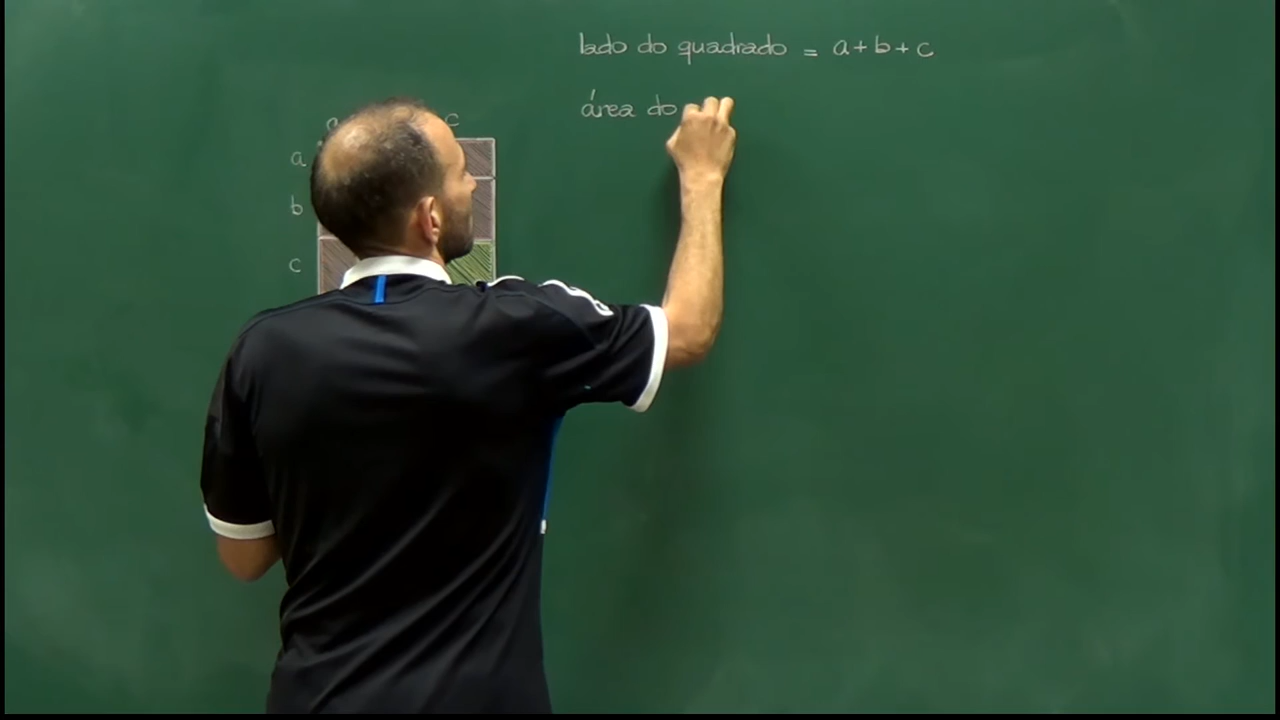 lado do quadrado = a+b+c
área do
a c
a
b
c